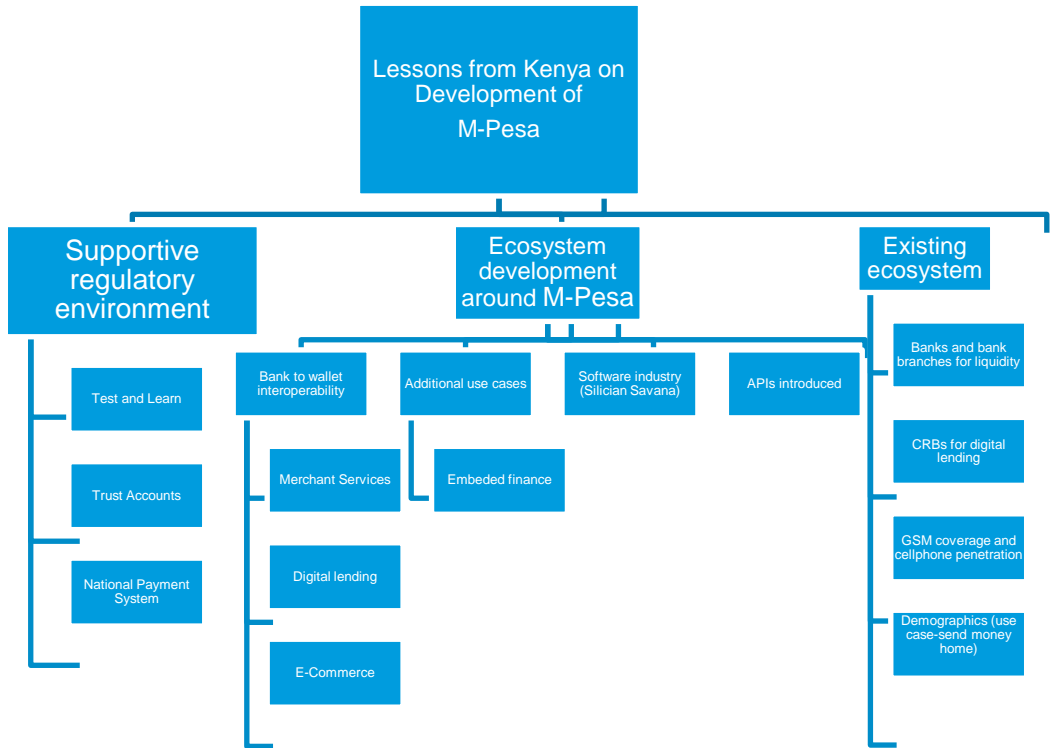 Lessons from Kenya on
Development of
M-Pesa
Supportive
regulatory
environment
Test and Learn
Trust Accounts
National Payment
System
Ecosystem
development
around M-Pesa
Bank to wallet
interoperability
Merchant Services
Digital lending
E-Commerce
Additional use cases
Embeded finance
Software industry
(Silician Savana)
APIs introduced
Existing
ecosystem
Banks and bank
branches for liquidity
CRBs for digital
lending
GSM coverage and
cellphone penetration
Demographics (use
case-send money
home)